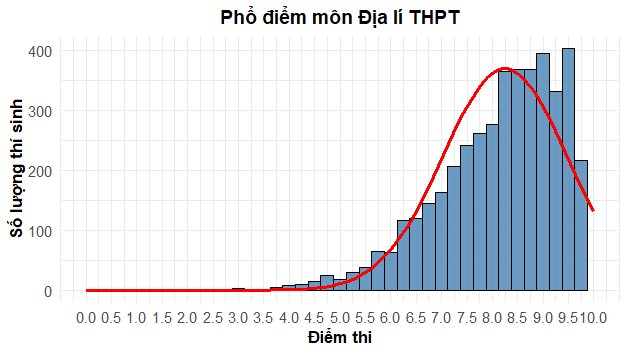 Phổ điểm môn Địa lí THPT
Số lượng thí sinh
400
300
200
100
0
0.0 0.5 1.0 1.5 2.0 2.5 3.0 3.5 4.0 4.5 5.0 5.5 6.0 6.5 7.0 7.5 8.0 8.5 9.0 9.5 10.0
Điểm thi